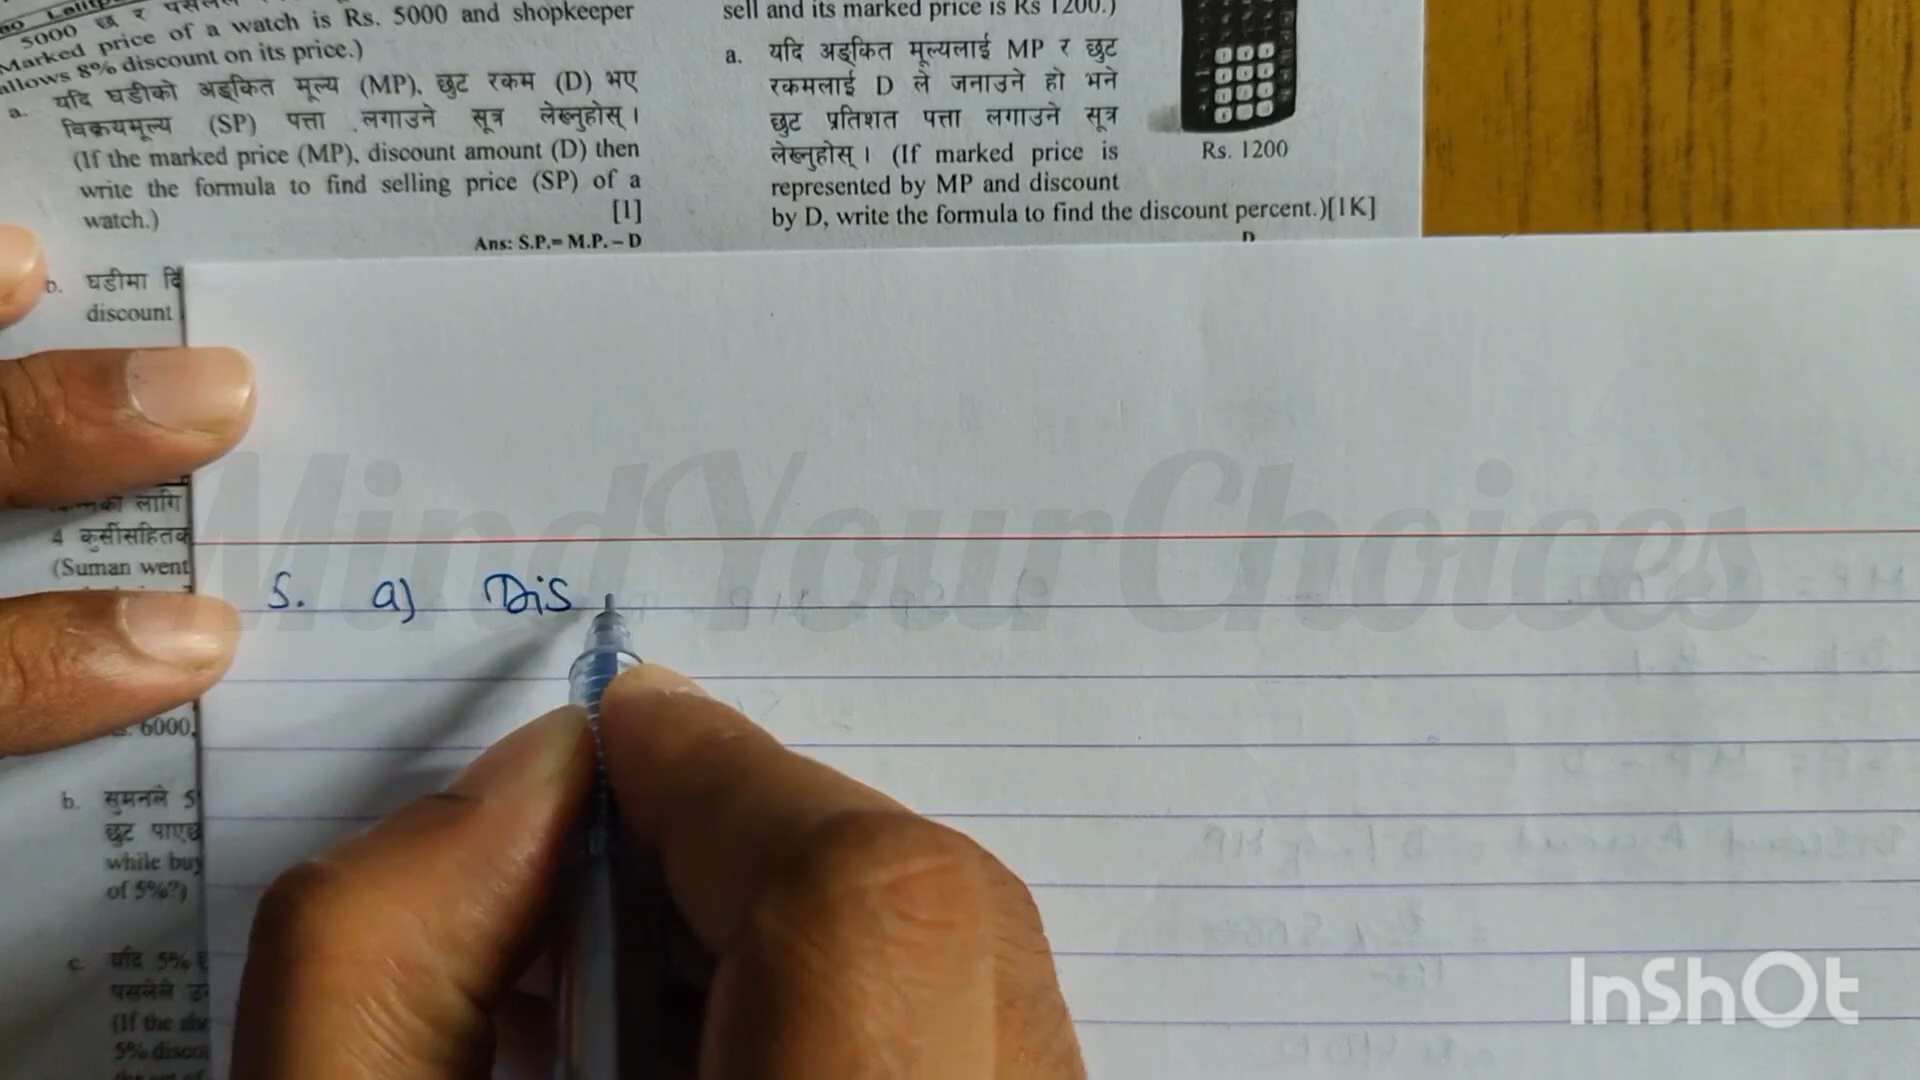 5000 छ र
Marked price of a watch is Rs. 5000 and shopkeeper
allows 8% discount on its price.)
a. यदि घडीको अङ्कित मूल्य (MP), छुट रकम (D) भए
विक्रयमूल्य (SP) पत्ता लगाउने सूत्र लेख्नुहोस् ।
(If the marked price (MP), discount amount (D) then
write the formula to find selling price (SP) of a
watch.) [1]
Ans: S.P.= M.P. – D
b. घडीमा
discount
लागि
4 कुर्सीसहितक
(Suman went
6000,
b. सुमनले 5
छुट पाए
while buy
of 5%?)
c. यदि 5%
पसलेले
(If the
5%
sell and its marked price is Rs 1200.)
a. यदि अङ्कित मूल्यलाई MP र छुट
रकमलाई D ले जनाउने हो भने
छुट प्रतिशत पत्ता लगाउने सूत्र
लेख्नुहोस् । (If marked price is
represented by MP and discount
by D, write the formula to find the discount percent.)[1K]
D
Rs. 1200
5. a) Dis
MindYourChoices
InShOt